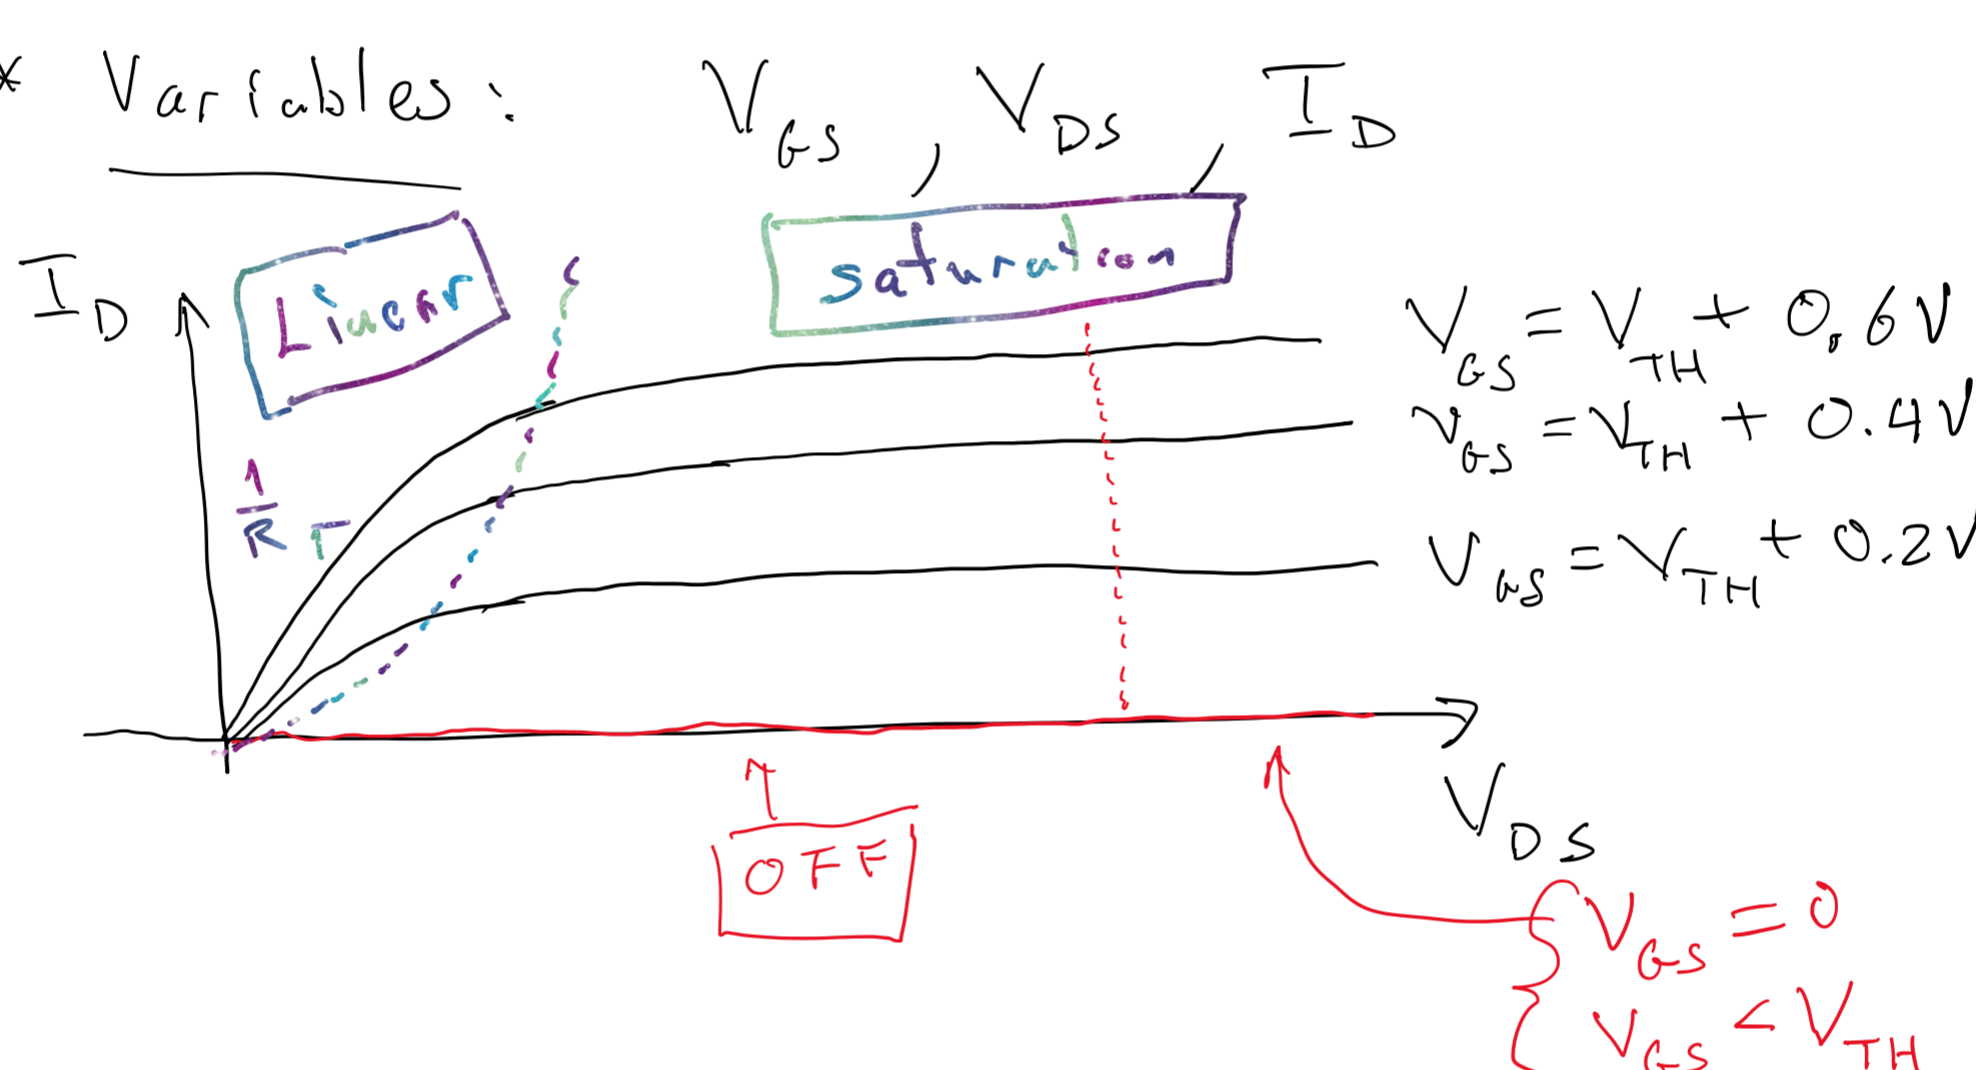 * Variables: V_GS , V_DS , I_D
Linear
saturation
I_D
V_GS = V_TH + 0.6V
V_GS = V_TH + 0.4V
1/R
V_GS = V_TH + 0.2V
V_DS
OFF
V_GS = 0
V_GS < V_TH